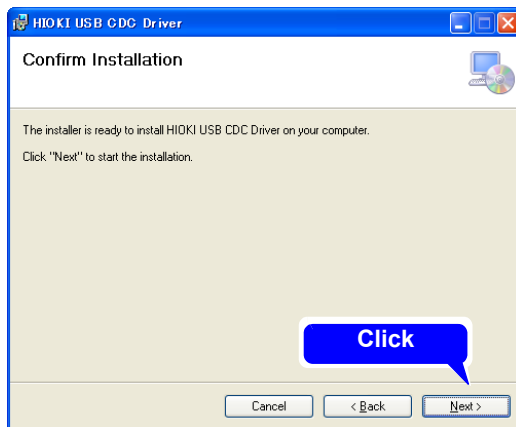 HIOKI USB CDC Driver
Confirm Installation
The installer is ready to install HIOKI USB CDC Driver on your computer.
Click "Next" to start the installation.
Click
Cancel
< Back
Next >